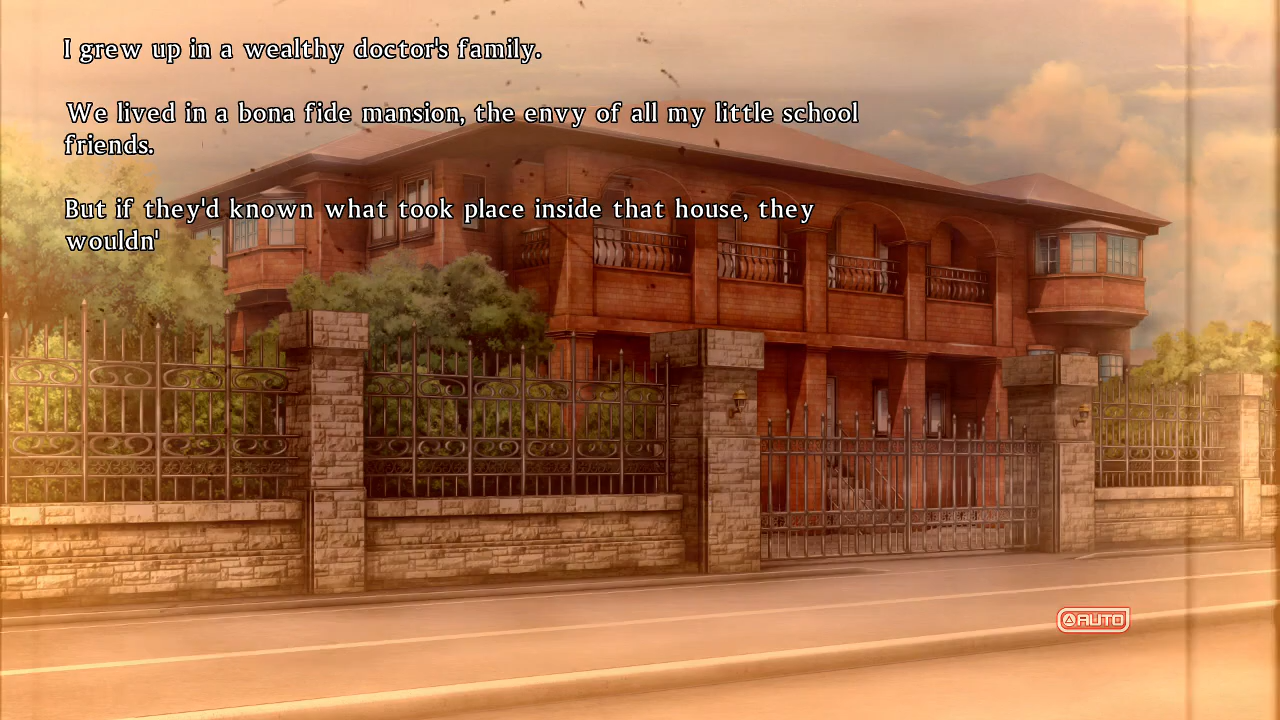 I grew up in a wealthy doctor's family.
We lived in a bona fide mansion, the envy of all my little school
friends.
But if they'd known what took place inside that house, they
wouldn'
AUTO